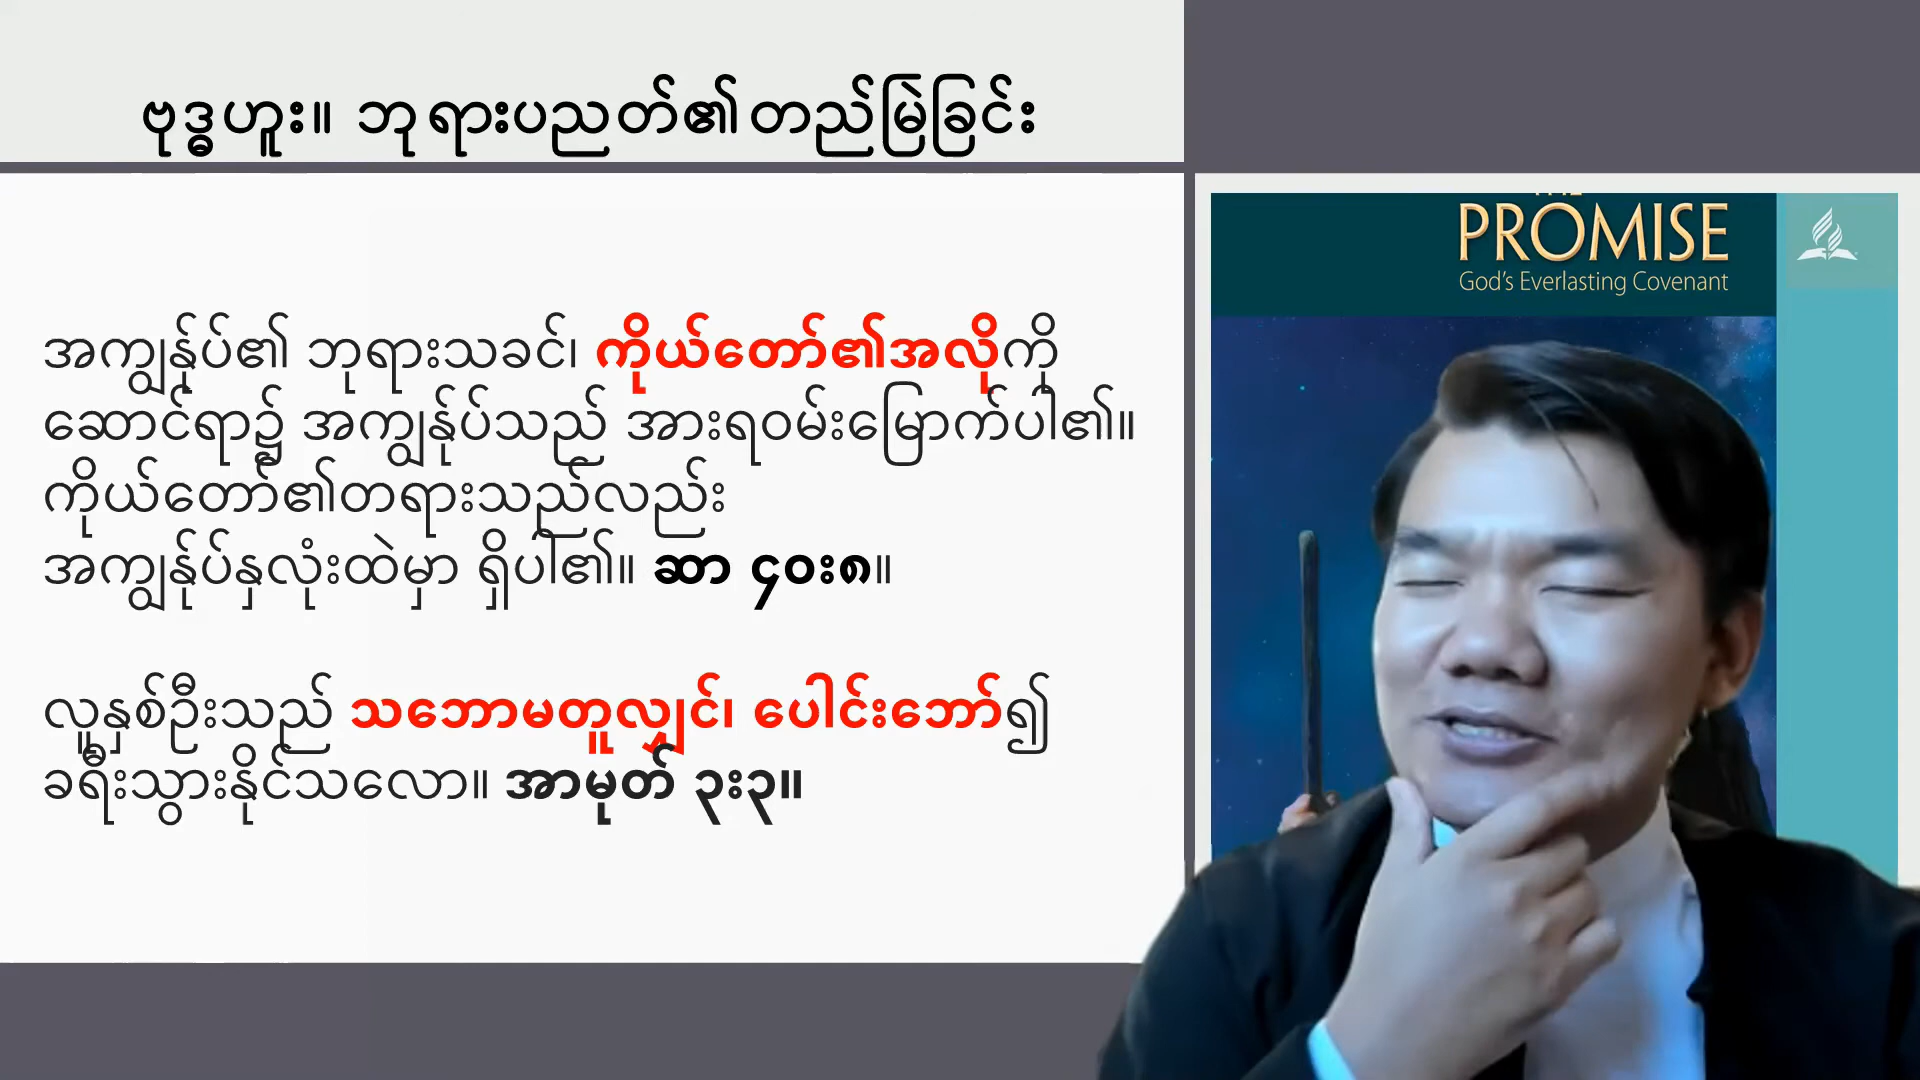 ဗုဒ္ဓဟူး။ ဘုရားပညတ်၏တည်မြဲခြင်း
အကျွန်ုပ်၏ ဘုရားသခင်၊ ကိုယ်တော်၏အလိုကို
ဆောင်ရာ၌ အကျွန်ုပ်သည် အားရဝမ်းမြောက်ပါ၏။
ကိုယ်တော်၏တရားသည်လည်း
အကျွန်ုပ်နှလုံးထဲမှာ ရှိပါ၏။ ဆာ ၄၀း၈။
လူနှစ်ဦးသည် သဘောမတူလျှင်၊ ပေါင်းဘော်၍
ခရီးသွားနိုင်သလော။ အာမုတ် ၃း၃။
PROMISE
God's Everlasting Covenant